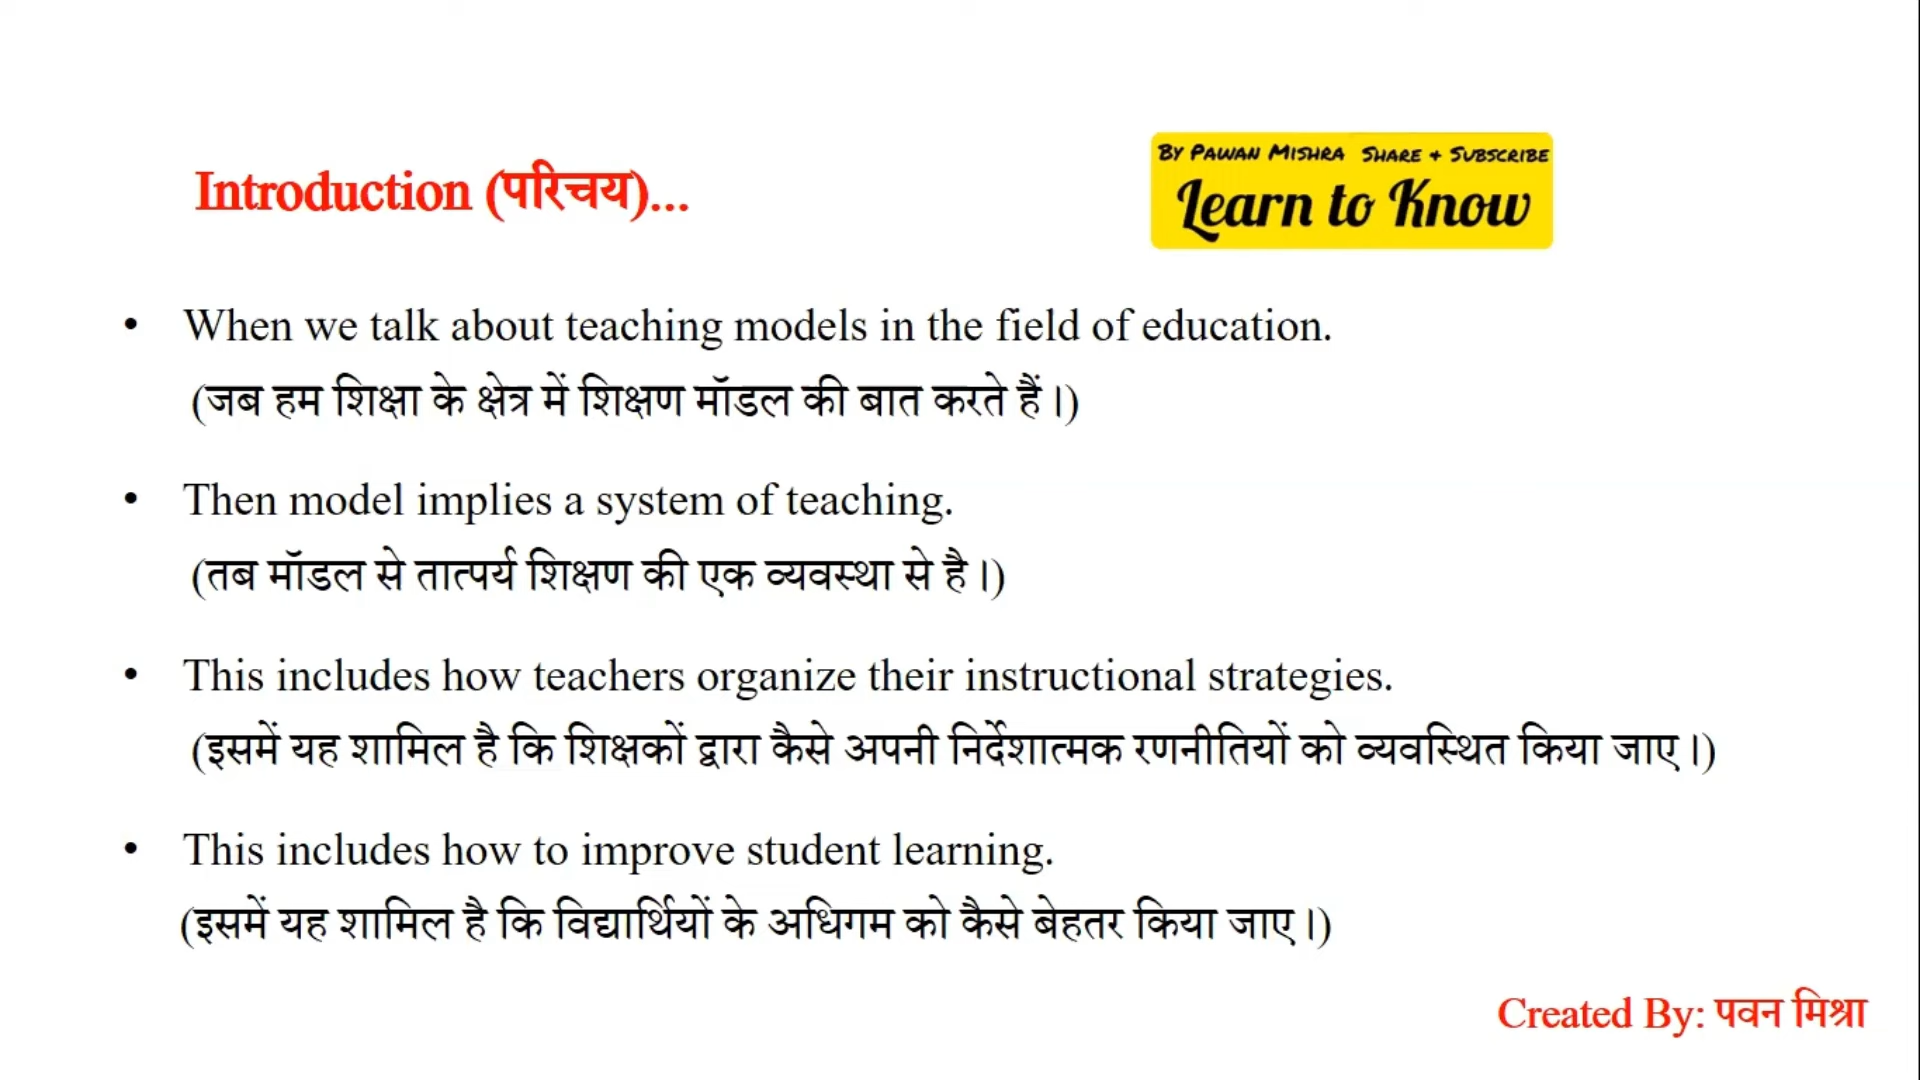 Introduction (परिचय)...
By Pawan Mishra Share + Subscribe
Learn to Know
• When we talk about teaching models in the field of education.
(जब हम शिक्षा के क्षेत्र में शिक्षण मॉडल की बात करते हैं।)
• Then model implies a system of teaching.
(तब मॉडल से तात्पर्य शिक्षण की एक व्यवस्था से है।)
• This includes how teachers organize their instructional strategies.
(इसमें यह शामिल है कि शिक्षकों द्वारा कैसे अपनी निर्देशात्मक रणनीतियों को व्यवस्थित किया जाए।)
• This includes how to improve student learning.
(इसमें यह शामिल है कि विद्यार्थियों के अधिगम को कैसे बेहतर किया जाए।)
Created By: पवन मिश्रा